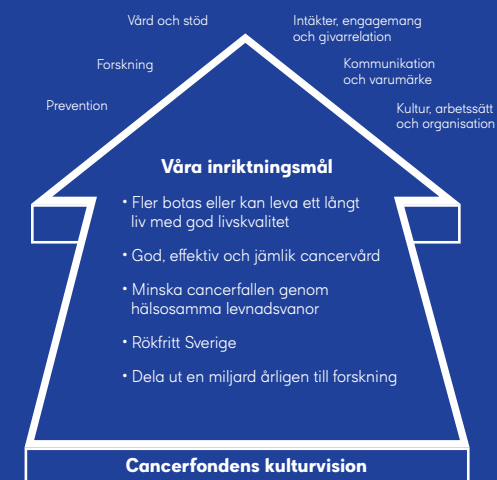 Vård och stöd
Forskning
Prevention
Intäkter, engagemang
och givarrelation
Kommunikation
och varumärke
Kultur, arbetssätt
och organisation
Våra inriktningsmål
• Fler botas eller kan leva ett långt
liv med god livskvalitet
• God, effektiv och jämlik cancervård
• Minska cancerfallen genom
hälsosamma levnadsvanor
• Rökfritt Sverige
• Dela ut en miljard årligen till forskning
Cancerfondens kulturvision